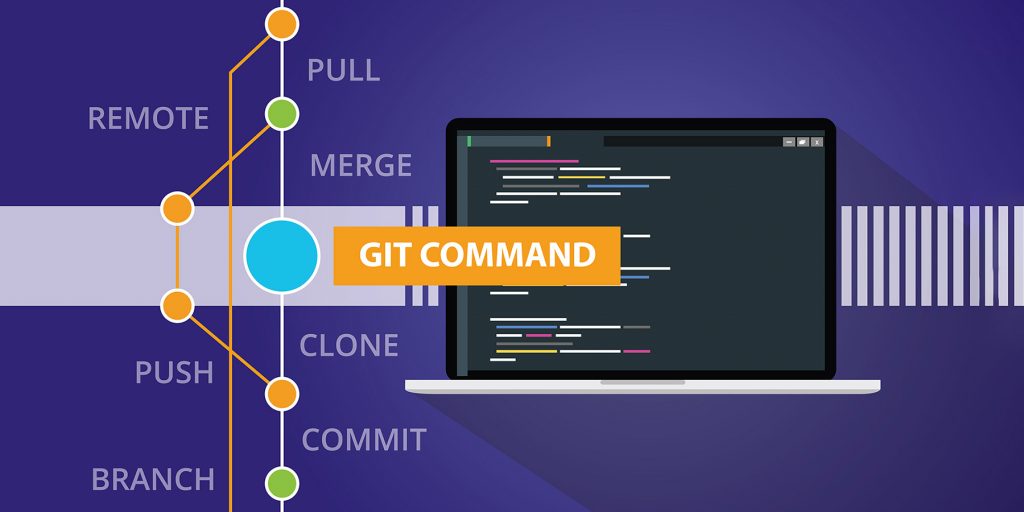 PULL
REMOTE
MERGE
GIT COMMAND
CLONE
PUSH
COMMIT
BRANCH